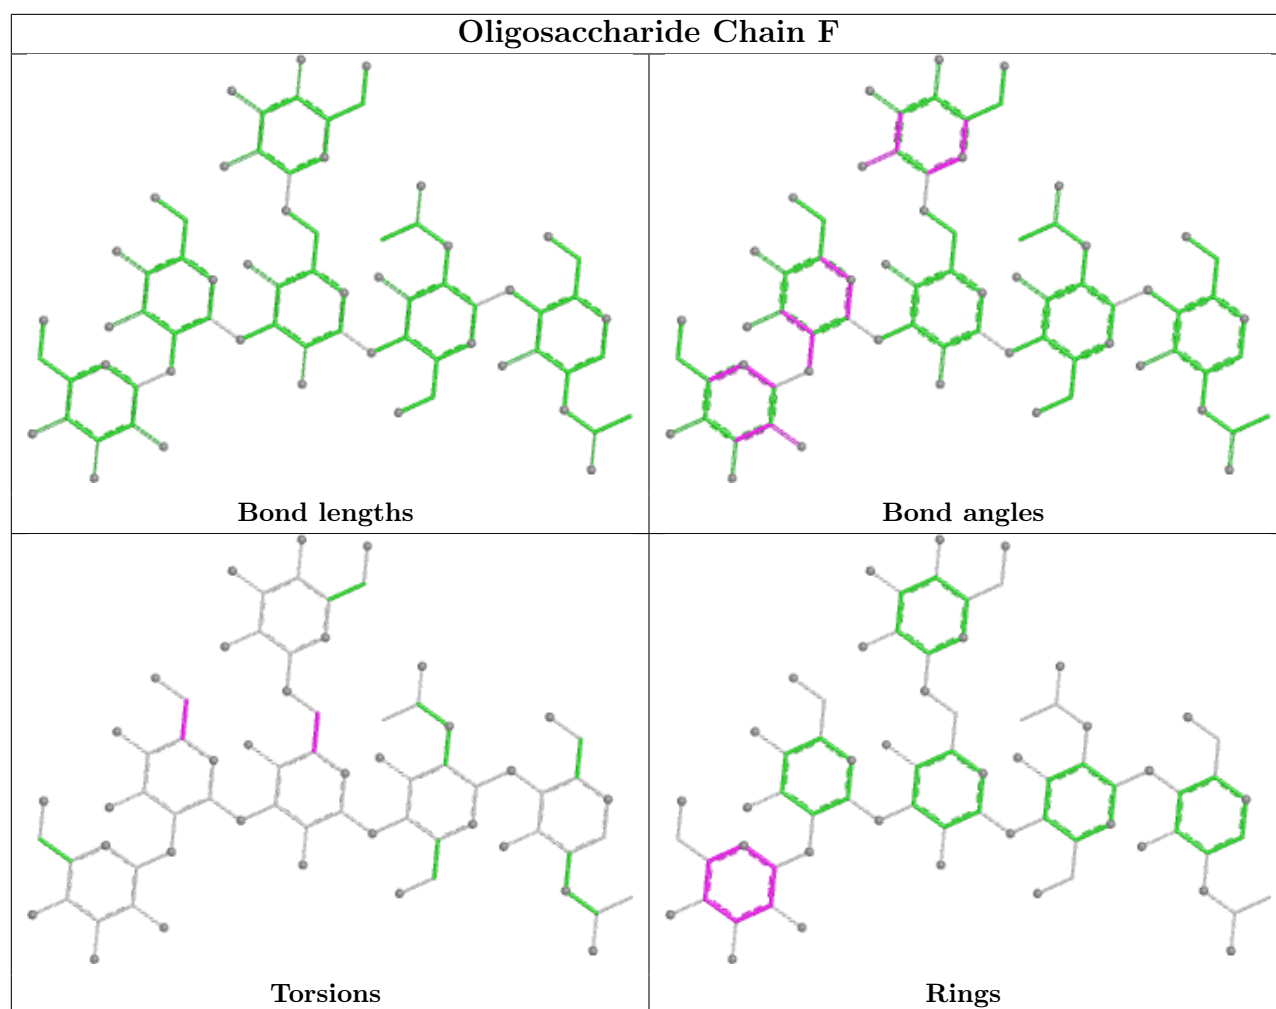 Oligosaccharide Chain F
Bond lengths
Bond angles
Torsions
Rings